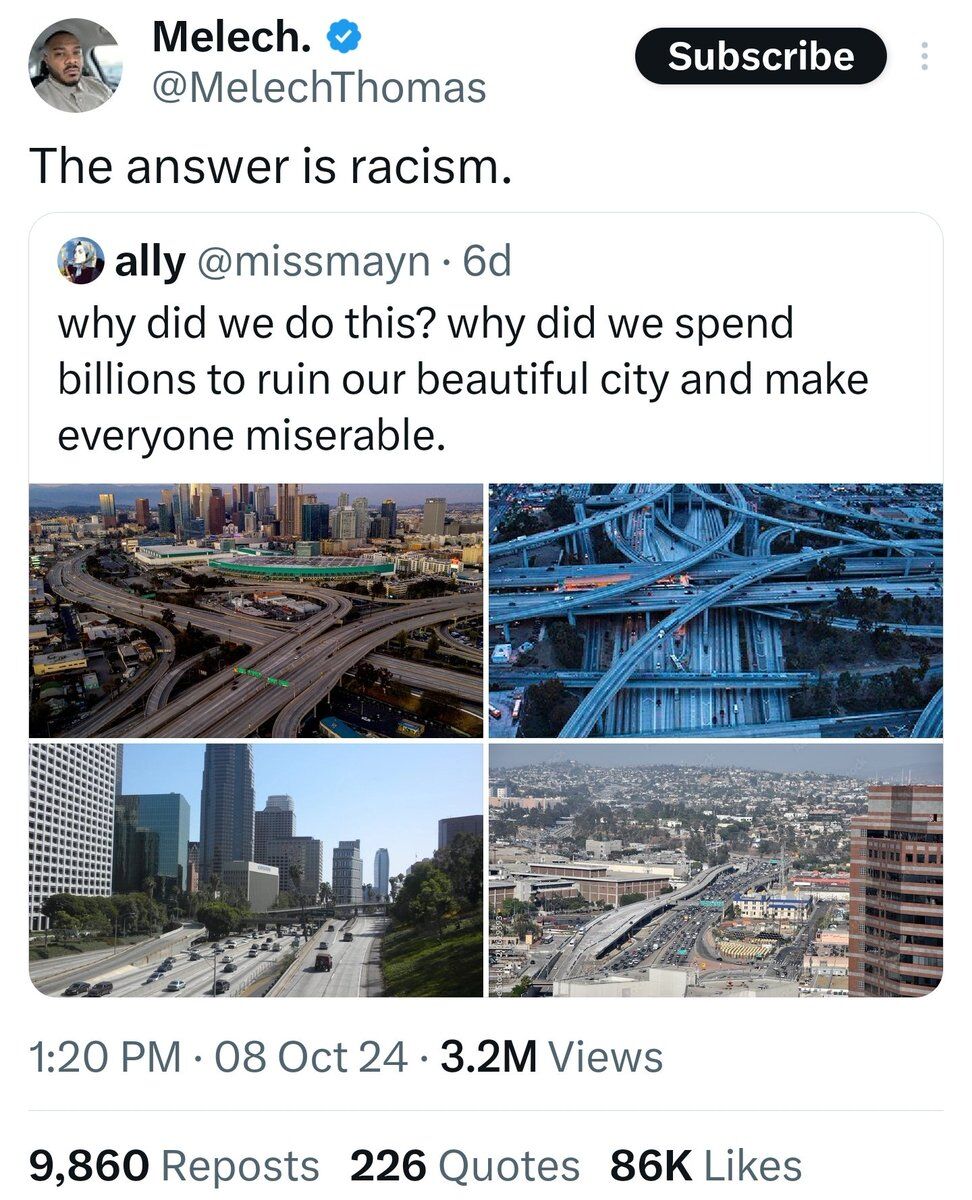 Melech.
Subscribe
@MelechThomas
The answer is racism.
ally @missmayn · 6d
why did we do this? why did we spend
billions to ruin our beautiful city and make
everyone miserable.
1:20 PM · 08 Oct 24 · 3.2M Views
9,860 Reposts 226 Quotes 86K Likes